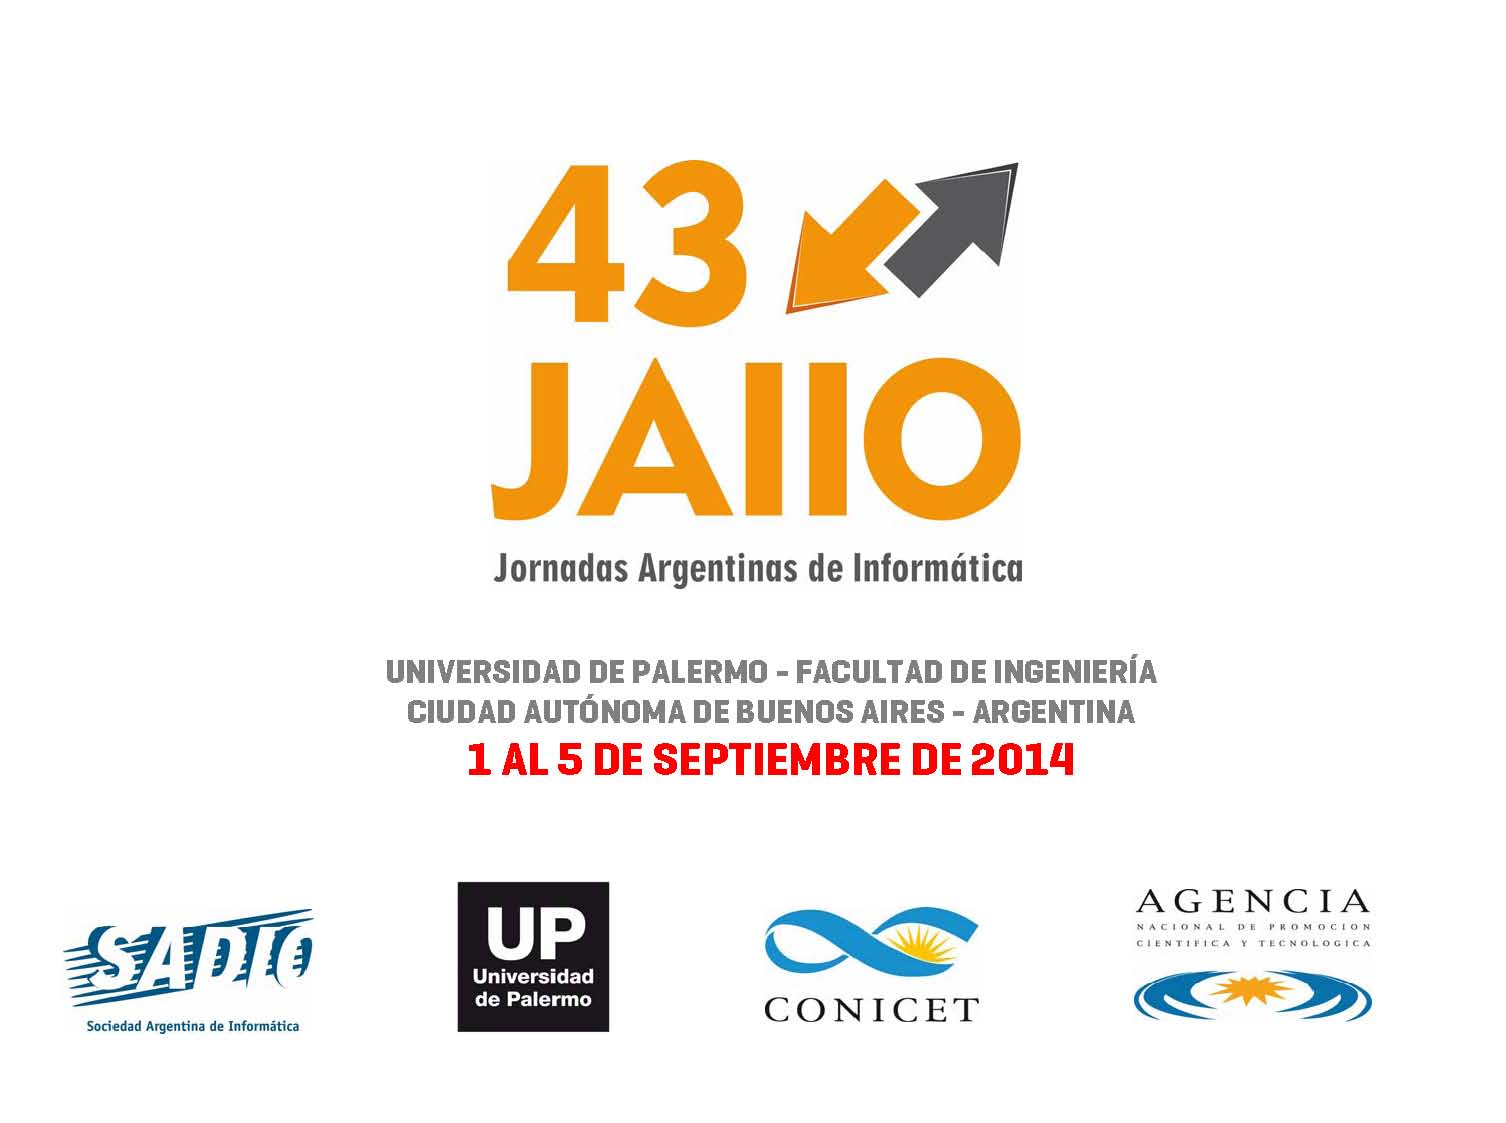 43
JAIIO
Jornadas Argentinas de Informática
UNIVERSIDAD DE PALERMO - FACULTAD DE INGENIERÍA
CIUDAD AUTÓNOMA DE BUENOS AIRES - ARGENTINA
1 AL 5 DE SEPTIEMBRE DE 2014
SADIO
Sociedad Argentina de Informática
UP
Universidad
de Palermo
CONICET
AGENCIA
NACIONAL DE PROMOCION
CIENTIFICA Y TECNOLOGICA